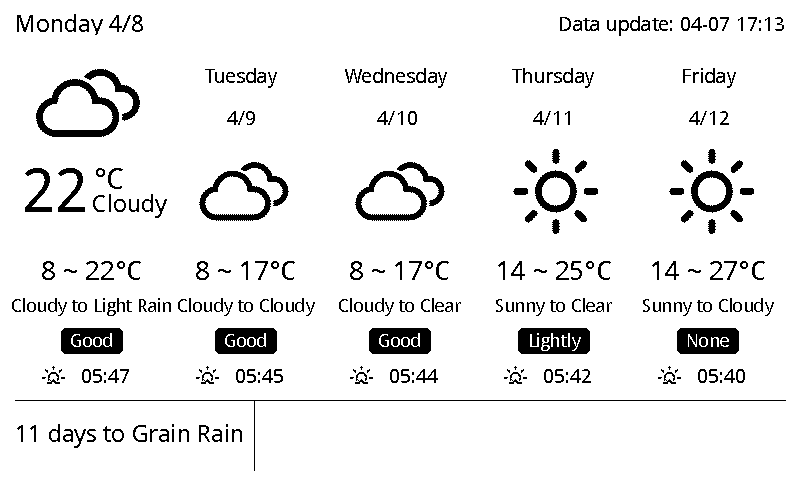 Monday 4/8
Data update: 04-07 17:13
Tuesday
Wednesday
Thursday
Friday
4/9
4/10
4/11
4/12
22 °C
Cloudy
8 ~ 22°C
8 ~ 17°C
8 ~ 17°C
14 ~ 25°C
14 ~ 27°C
Cloudy to Light Rain
Cloudy to Cloudy
Cloudy to Clear
Sunny to Clear
Sunny to Cloudy
Good
Good
Good
Lightly
None
05:47
05:45
05:44
05:42
05:40
11 days to Grain Rain